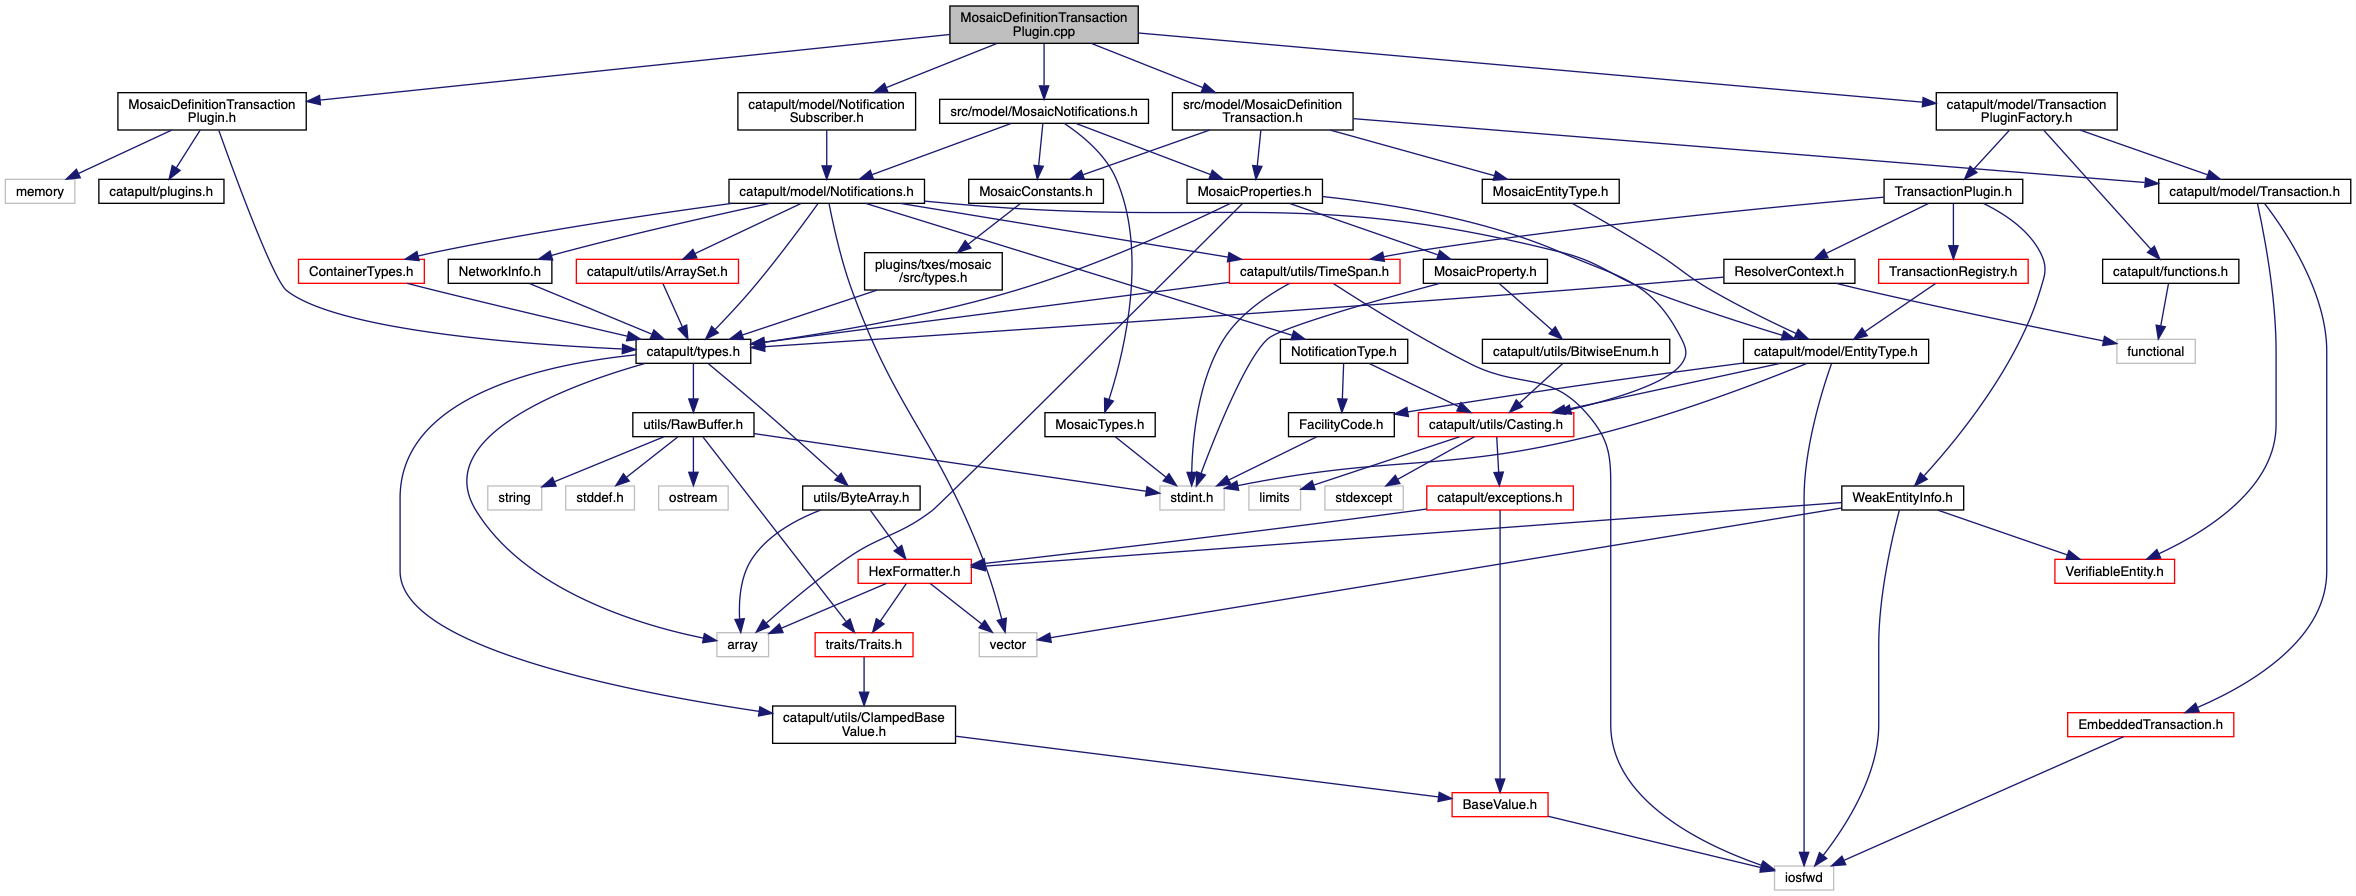 MosaicDefinitionTransaction
Plugin.cpp
MosaicDefinitionTransaction
Plugin.h
catapult/model/Notification
Subscriber.h
src/model/MosaicNotifications.h
src/model/MosaicDefinition
Transaction.h
catapult/model/Transaction
PluginFactory.h
memory
catapult/plugins.h
catapult/model/Notifications.h
MosaicConstants.h
MosaicProperties.h
MosaicEntityType.h
TransactionPlugin.h
catapult/model/Transaction.h
ContainerTypes.h
NetworkInfo.h
catapult/utils/ArraySet.h
plugins/txes/mosaic
/src/types.h
catapult/utils/TimeSpan.h
MosaicProperty.h
ResolverContext.h
TransactionRegistry.h
catapult/functions.h
catapult/types.h
NotificationType.h
catapult/utils/BitwiseEnum.h
catapult/model/EntityType.h
functional
utils/RawBuffer.h
MosaicTypes.h
FacilityCode.h
catapult/utils/Casting.h
string
stddef.h
ostream
utils/ByteArray.h
stdint.h
limits
stdexcept
catapult/exceptions.h
WeakEntityInfo.h
HexFormatter.h
VerifiableEntity.h
array
traits/Traits.h
vector
catapult/utils/ClampedBase
Value.h
EmbeddedTransaction.h
BaseValue.h
iosfwd